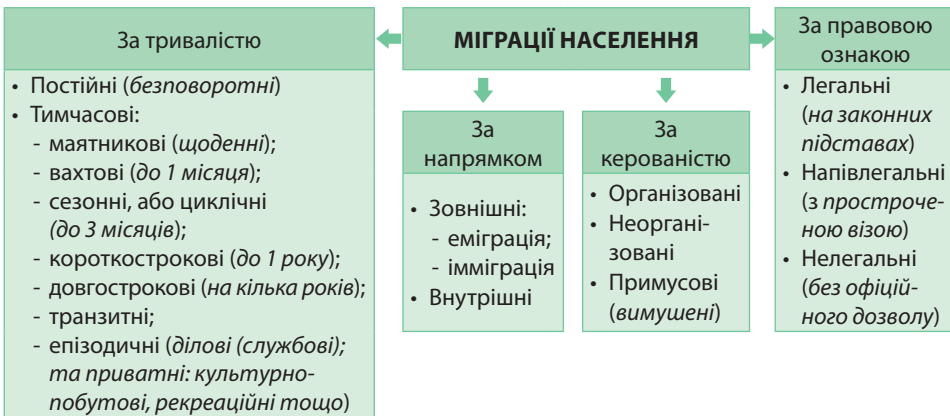 МІГРАЦІЇ НАСЕЛЕННЯ
За тривалістю
• Постійні (безповоротні)
• Тимчасові:
- маятникові (щоденні);
- вахтові (до 1 місяця);
- сезонні, або циклічні
(до 3 місяців);
- короткострокові (до 1 року);
- довгострокові (на кілька років);
- транзитні;
- епізодичні (ділові (службові);
та приватні: культурно-
побутові, рекреаційні тощо)
За
напрямком
• Зовнішні:
- еміграція;
- імміграція
• Внутрішні
За
керованістю
• Організовані
• Неоргані-
зовані
• Примусові
(вимушені)
За правовою
ознакою
• Легальні
(на законних
підставах)
• Напівлегальні
(з простроче-
ною візою)
• Нелегальні
(без офіцій-
ного дозволу)